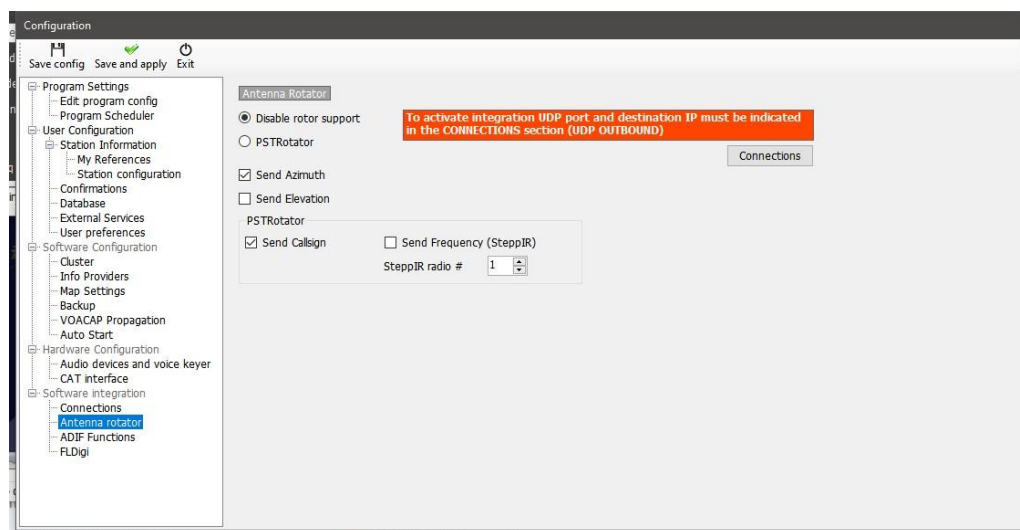 Configuration
Save config Save and apply Exit
Program Settings
Edit program config
Program Scheduler
User Configuration
Station Information
My References
Station configuration
Confirmations
Database
External Services
User preferences
Software Configuration
Cluster
Info Providers
Map Settings
Backup
VOACAP Propagation
Auto Start
Hardware Configuration
Audio devices and voice keyer
CAT interface
Software integration
Connections
Antenna rotator
ADIF Functions
FLDigi
Antenna Rotator
Disable rotor support
PSTRotator
To activate integration UDP port and destination IP must be indicated
in the CONNECTIONS section (UDP OUTBOUND)
Connections
Send Azimuth
Send Elevation
PSTRotator
Send Callsign Send Frequency (SteppIR)
SteppIR radio # 1